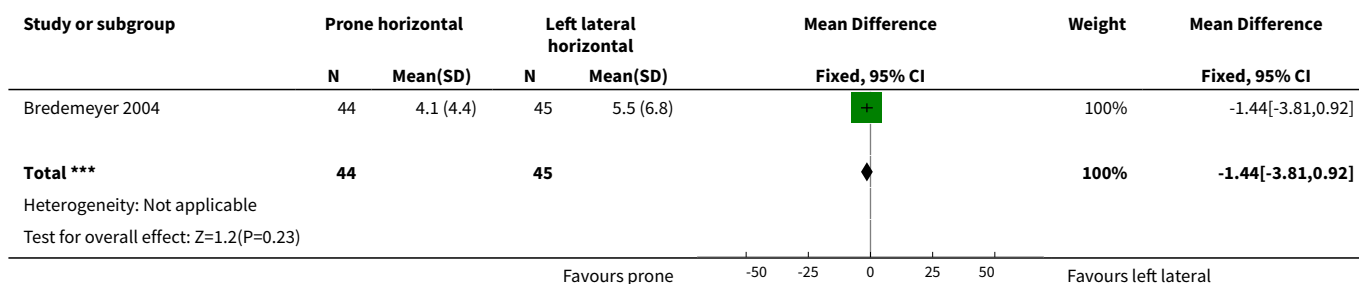 Study or subgroup Prone horizontal Left lateral horizontal Mean Difference Weight Mean Difference
N Mean(SD) N Mean(SD) Fixed, 95% CI Fixed, 95% CI
Bredemeyer 2004 44 4.1 (4.4) 45 5.5 (6.8) 100% -1.44[-3.81,0.92]
Total *** 44 45 100% -1.44[-3.81,0.92]
Heterogeneity: Not applicable
Test for overall effect: Z=1.2(P=0.23)
Favours prone -50 -25 0 25 50 Favours left lateral